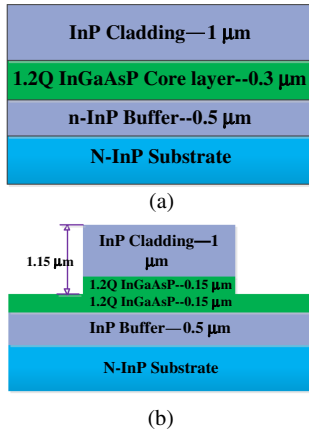 InP Cladding—1 μm
1.2Q InGaAsP Core layer--0.3 μm
n-InP Buffer--0.5 μm
N-InP Substrate
(a)
1.15 μm
InP Cladding—1
μm
1.2Q InGaAsP--0.15 μm
1.2Q InGaAsP--0.15 μm
InP Buffer—0.5 μm
N-InP Substrate
(b)